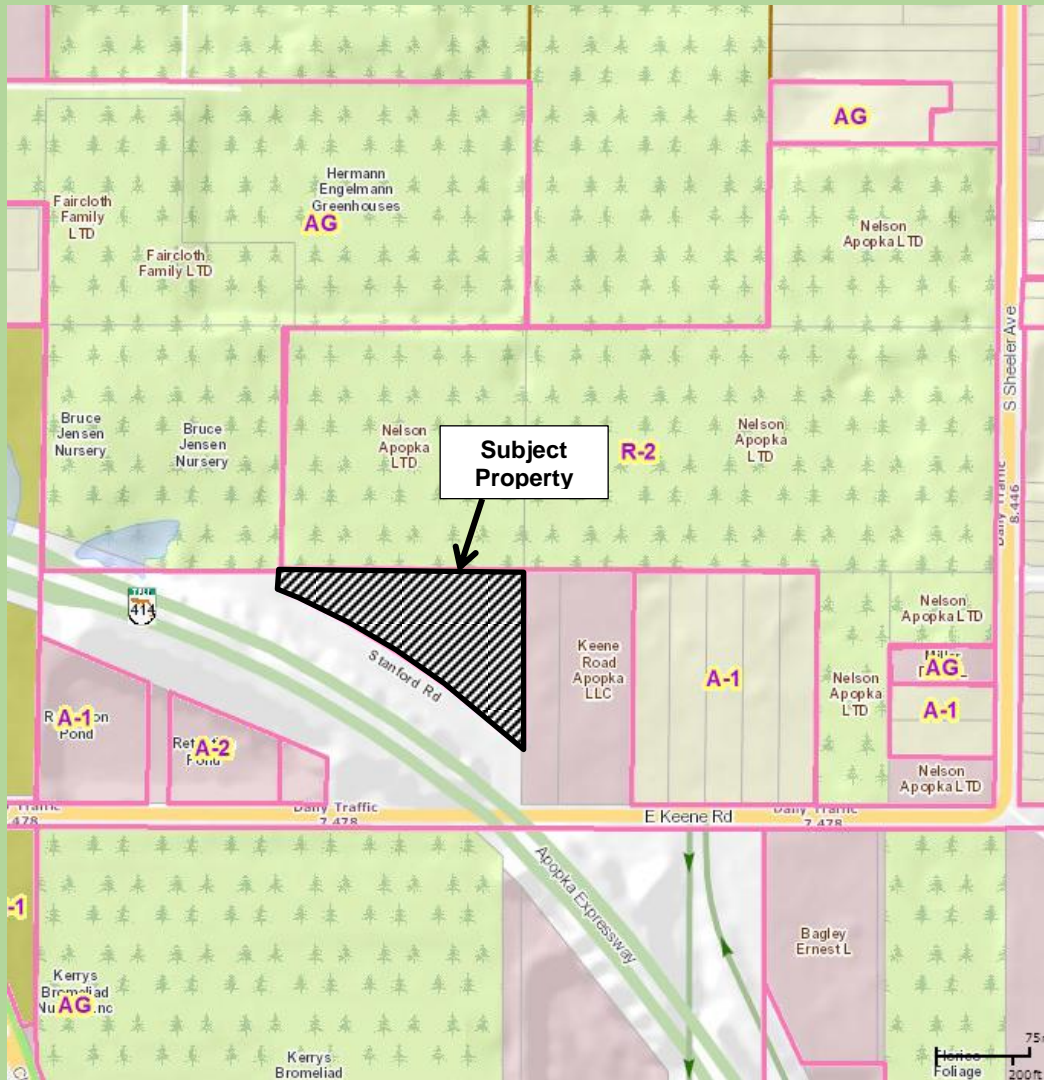 AG
Hermann
Engelmann
Greenhouses
AG
Faircloth
Family
LTD
Faircloth
Family LTD
Nelson
Apopka LTD
S Sheeler Ave
Bruce
Jensen
Nursery
Bruce
Jensen
Nursery
Nelson
Apopka
LTD
Subject
Property
R-2
Nelson
Apopka
LTD
Daily Traffic
8,446
414
Stanford Rd
Keene
Road
Apopka
LLC
A-1
Nelson
Apopka
LTD
Nelson
Apopka LTD
AG
A-1
Nelson
Apopka LTD
A-1
Pond
A-2
Pond
Traffic
7,478
Daily Traffic
7,478
E Keene Rd
Daily Traffic
7,478
Apopka Expressway
Bagley
Ernest L
-1
Kerrys
Bromeliad
AG
Kerrys
Bromeliad
Foliage
200ft